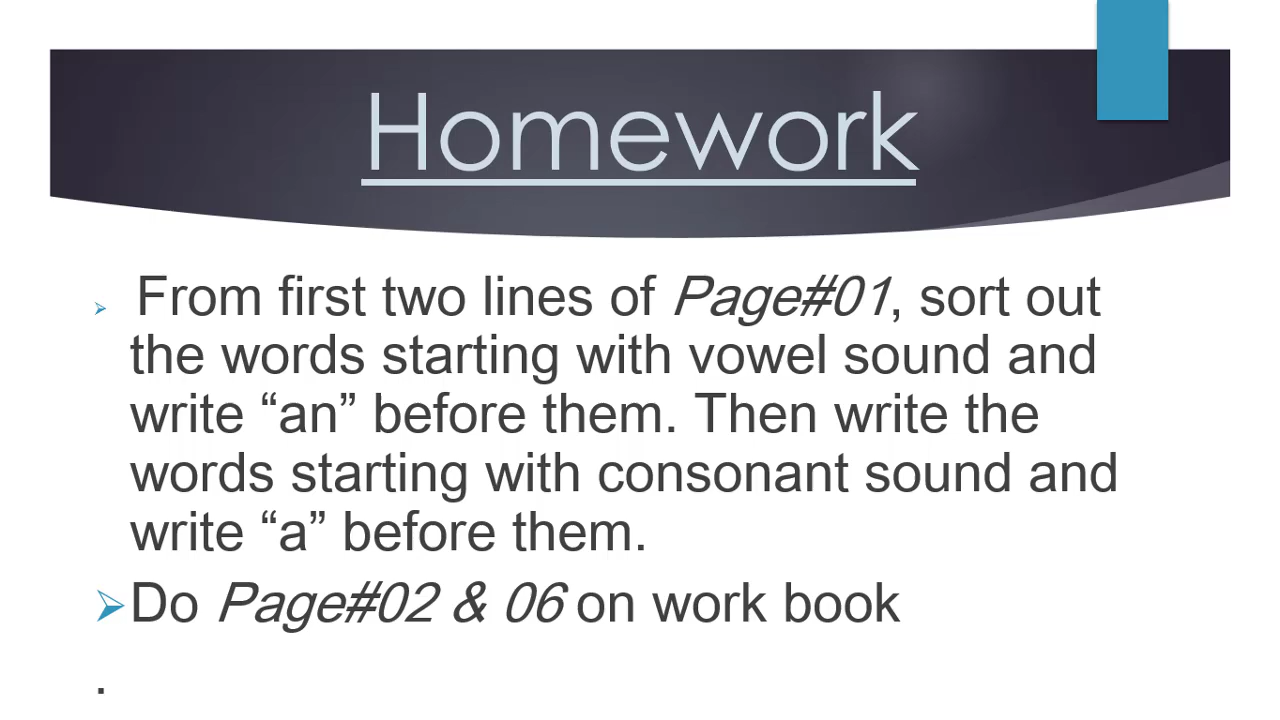 Homework
From first two lines of Page#01, sort out
the words starting with vowel sound and
write “an” before them. Then write the
words starting with consonant sound and
write “a” before them.
Do Page#02 & 06 on work book
.